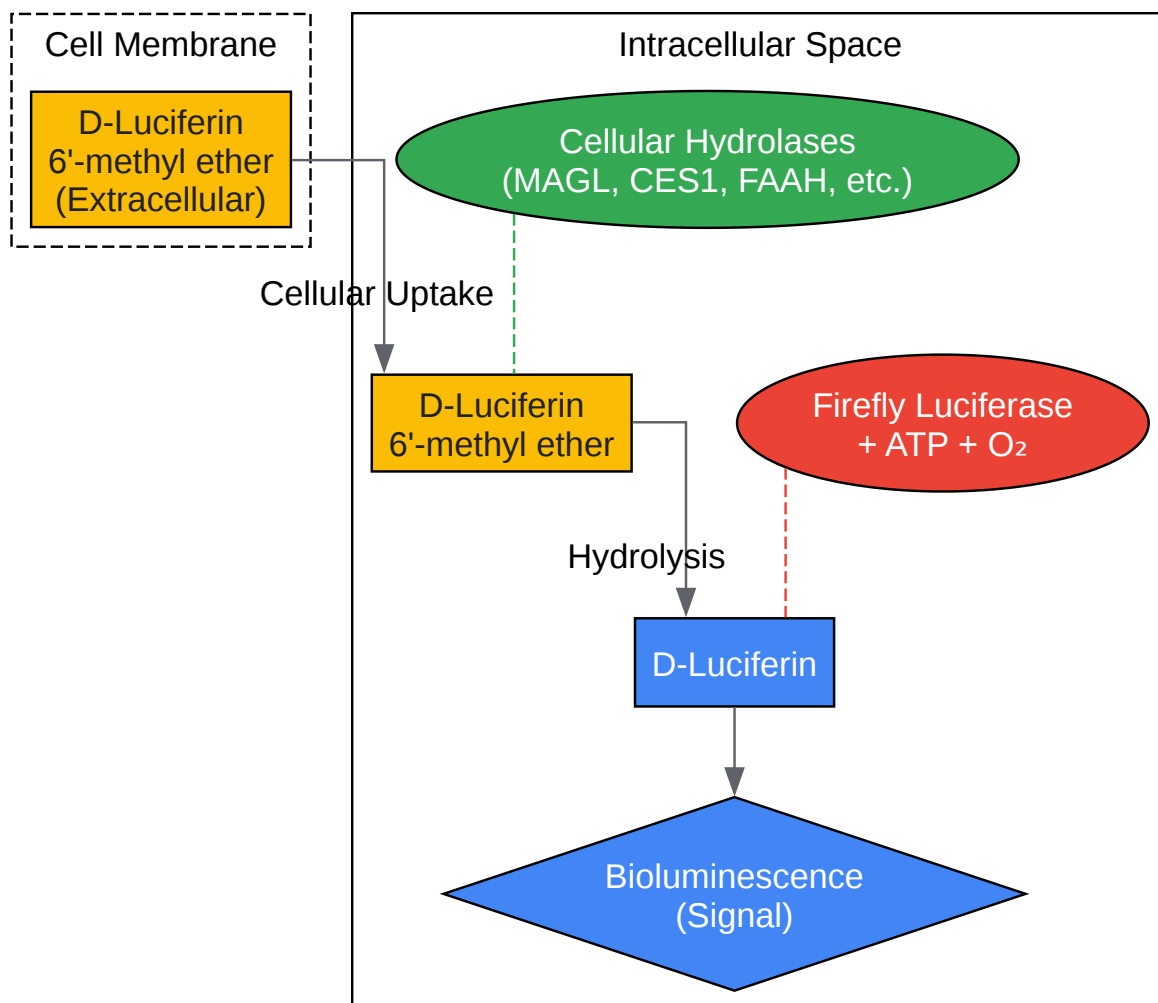 Cell Membrane
Intracellular Space
D-Luciferin
6'-methyl ether
(Extracellular)
Cellular Hydrolases
(MAGL, CES1, FAAH, etc.)
Cellular Uptake
D-Luciferin
6'-methyl ether
Firefly Luciferase
+ ATP + O₂
Hydrolysis
D-Luciferin
Bioluminescence
(Signal)